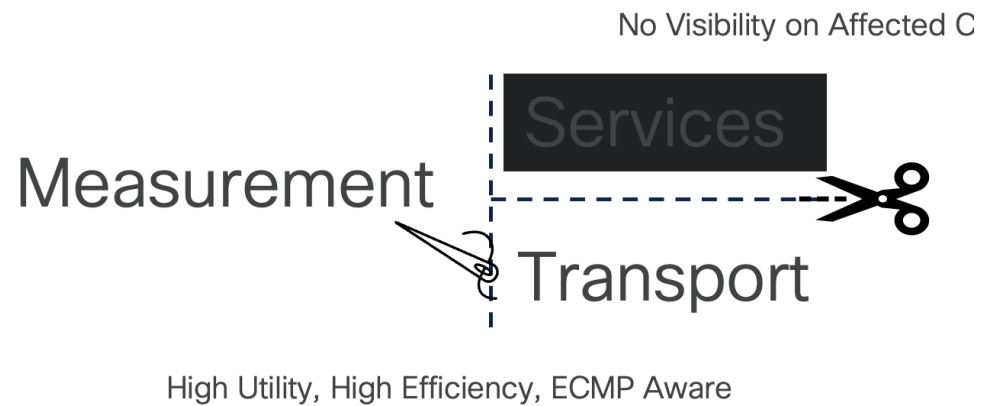 No Visibility on Affected
Services
Measurement
Transport
High Utility, High Efficiency, ECMP Aware